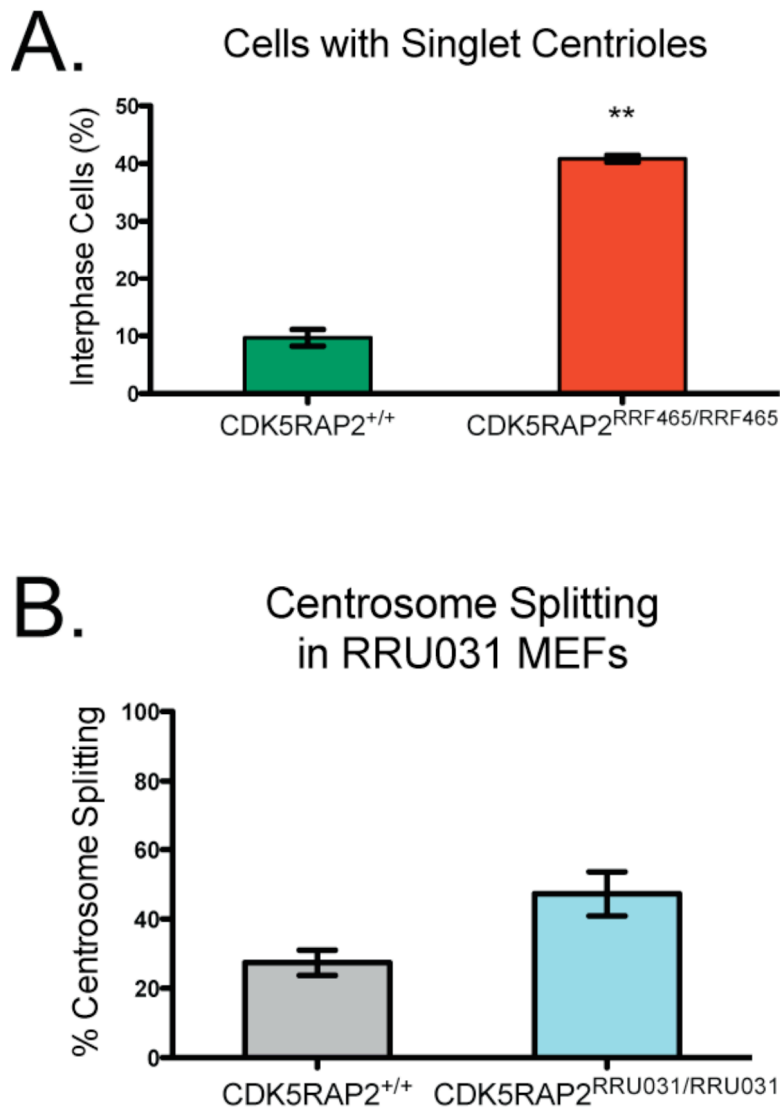 A.
Cells with Singlet Centrioles
Interphase Cells (%)
50
40
30
20
10
0
**
CDK5RAP2+/+
CDK5RAP2RRF465/RRF465
B.
Centrosome Splitting
in RRU031 MEFs
% Centrosome Splitting
100
80
60
40
20
0
CDK5RAP2+/+
CDK5RAP2RRU031/RRU031